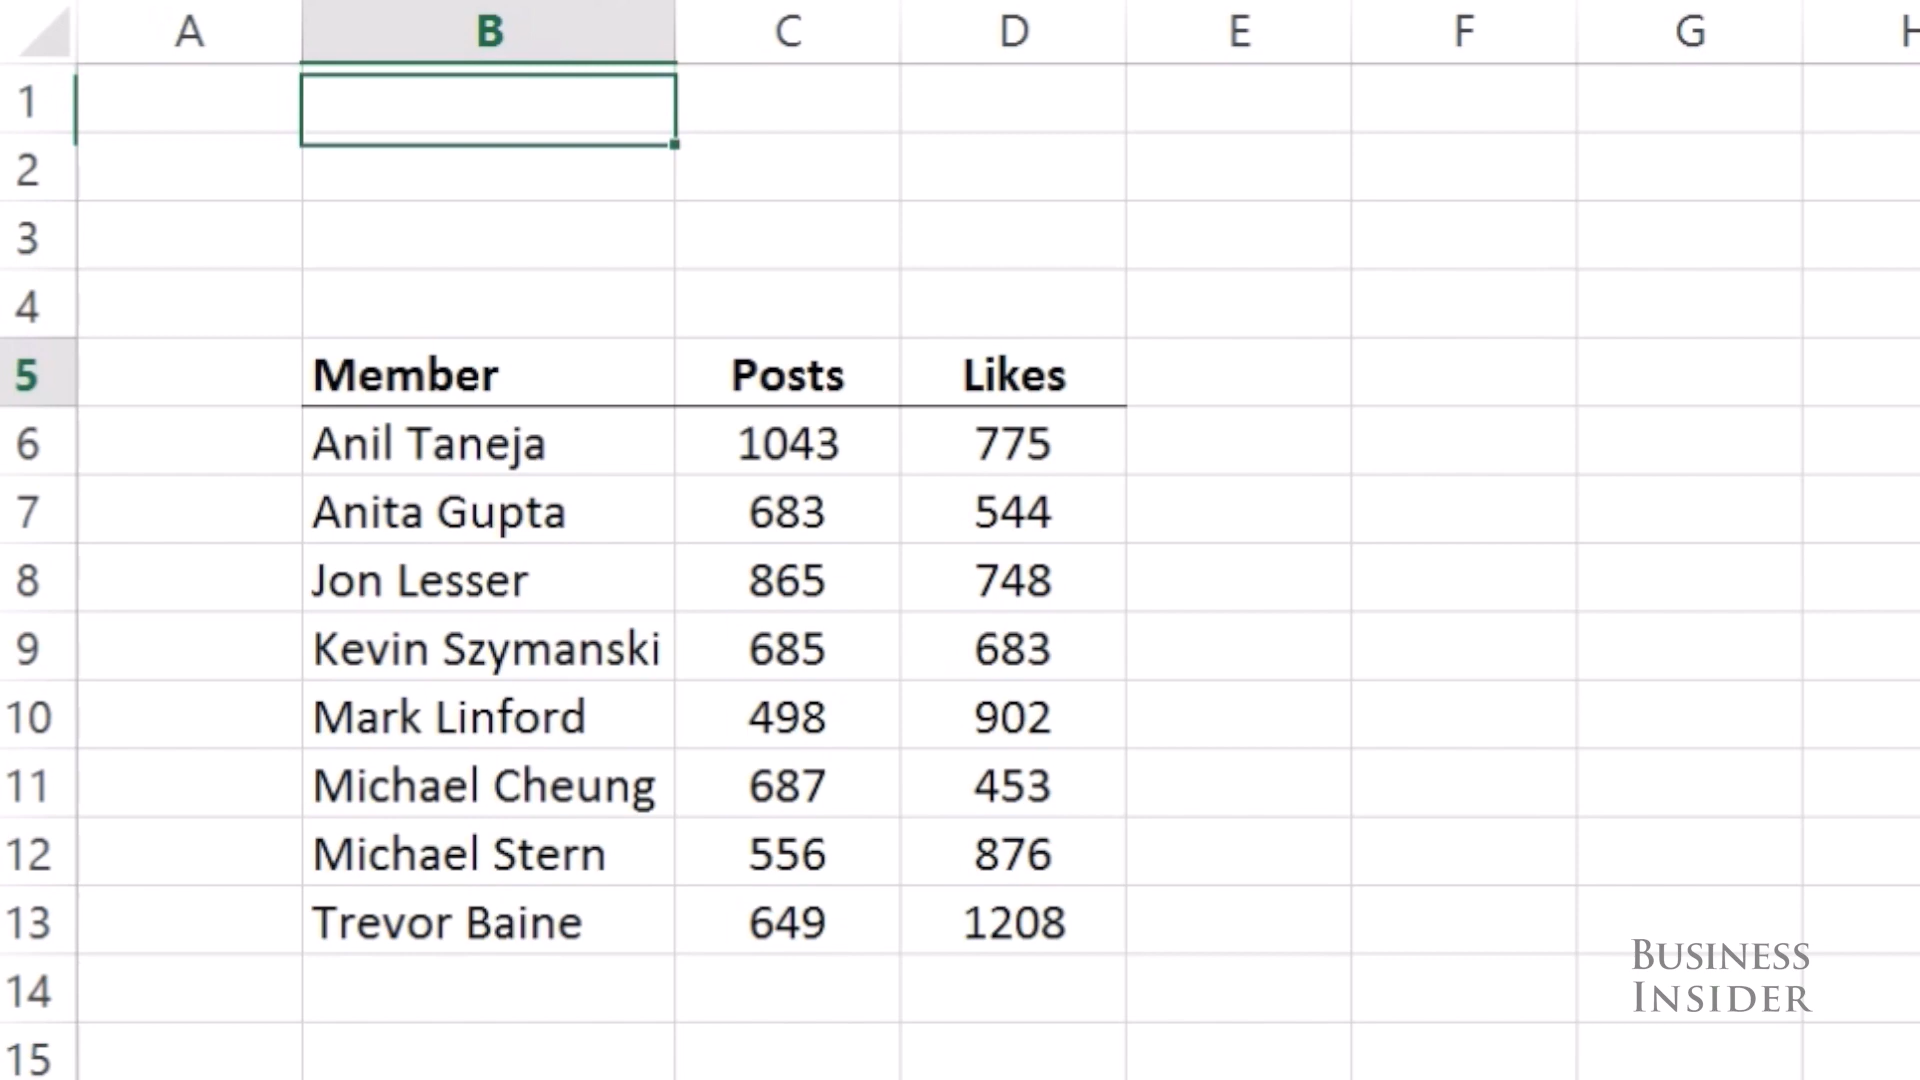 A B C D E F G H
1
2
3
4
5 Member Posts Likes
6 Anil Taneja 1043 775
7 Anita Gupta 683 544
8 Jon Lesser 865 748
9 Kevin Szymanski 685 683
10 Mark Linford 498 902
11 Michael Cheung 687 453
12 Michael Stern 556 876
13 Trevor Baine 649 1208
14
15
BUSINESS
INSIDER